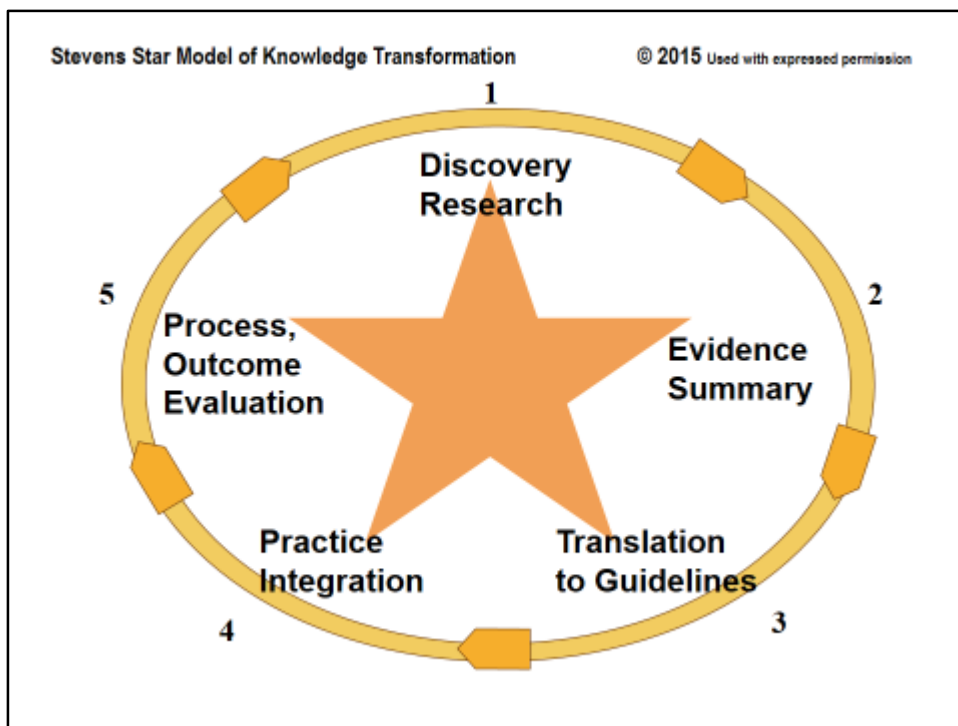 Stevens Star Model of Knowledge Transformation
© 2015 Used with expressed permission
1
Discovery
Research
2
Evidence
Summary
3
Translation
to Guidelines
4
Practice
Integration
5
Process,
Outcome
Evaluation